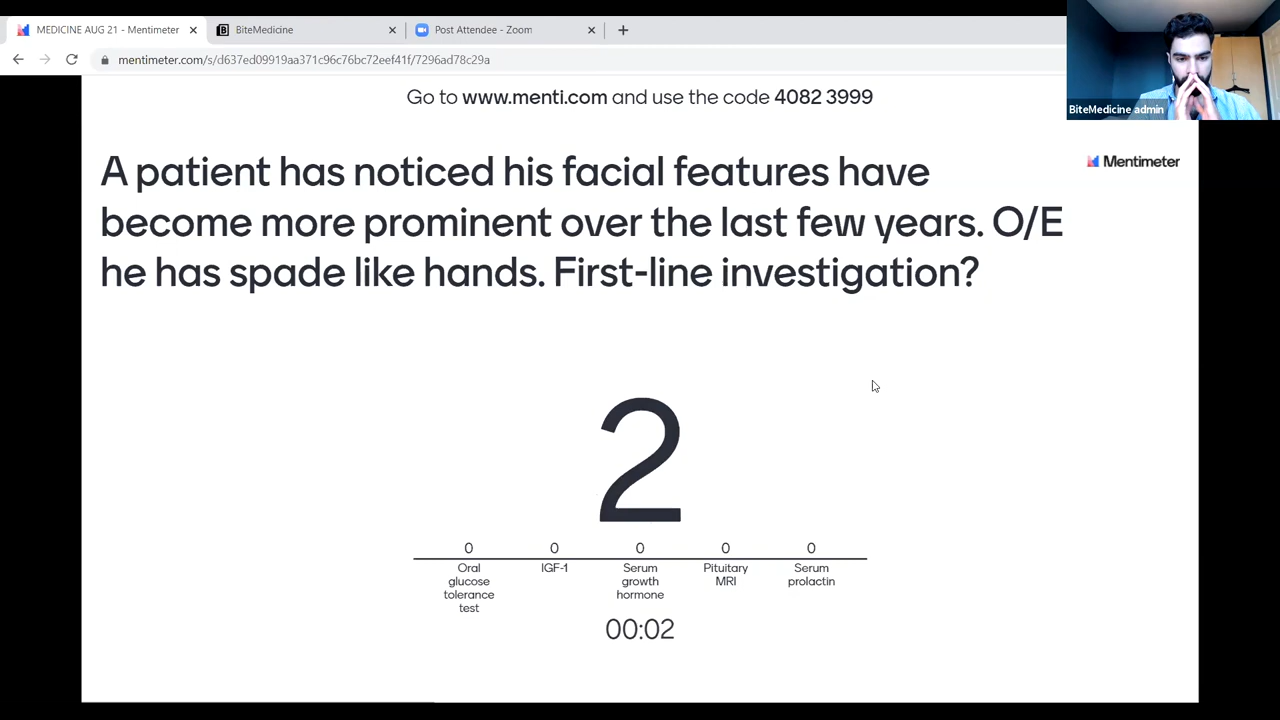 MEDICINE AUG 21 - Mentimeter
BiteMedicine
Post Attendee - Zoom
mentimeter.com/s/d637ed09919aa371c96c76bc72eef41f/7296ad78c29a
BiteMedicine admin
Go to www.menti.com and use the code 4082 3999
Mentimeter
A patient has noticed his facial features have
become more prominent over the last few years. O/E
he has spade like hands. First-line investigation?
2
0 0 0 0 0
Oral
glucose
tolerance
test
IGF-1
Serum
growth
hormone
Pituitary
MRI
Serum
prolactin
00:02